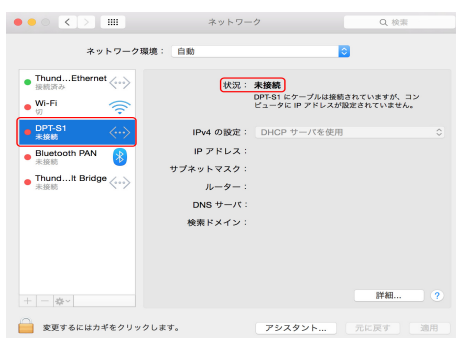 ネットワーク
検索
ネットワーク環境： 自動
Thund...Ethernet
接続済み
Wi-Fi
切
DPT-S1
未接続
Bluetooth PAN
未接続
Thund...lt Bridge
未接続
状況： 未接続
DPT-S1 にケーブルは接続されていますが、コン
ピュータに IP アドレスが設定されていません。
IPv4 の設定： DHCP サーバを使用
IP アドレス：
サブネットマスク：
ルーター：
DNS サーバ：
検索ドメイン：
詳細... ?
変更するにはカギをクリックします。
アシスタント... 元に戻す 適用